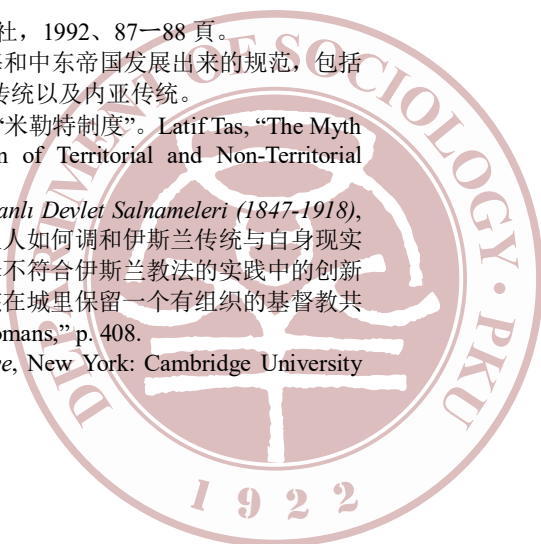 社，1992、87一88 頁。
和中东帝国发展出来的规范，包括
传统以及内亚传统。
“米勒特制度”。Latif Tas, “The Myth
of Territorial and Non-Territorial
anlı Devlet Salnameleri (1847-1918),
人如何调和伊斯兰传统与自身现实
不符合伊斯兰教法的实践中的创新
在城里保留一个有组织的基督教共
omans,” p. 408.
e, New York: Cambridge University
DEPARTMENT OF SOCIOLOGY · PKU
1922